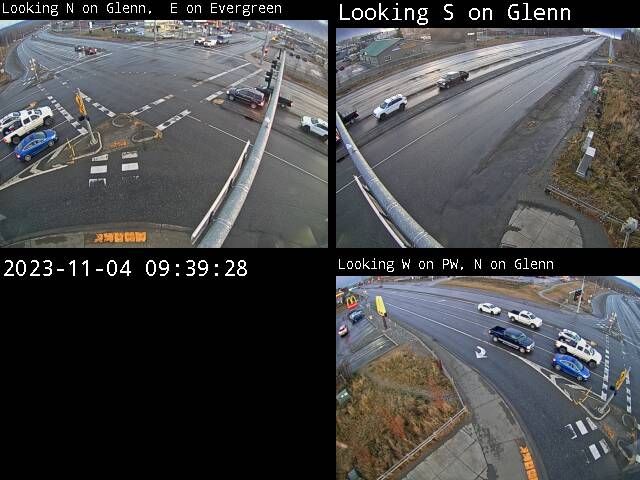 Looking N on Glenn,  E on Evergreen
Looking S on Glenn
2023-11-04 09:39:28
Looking W on PW, N on Glenn